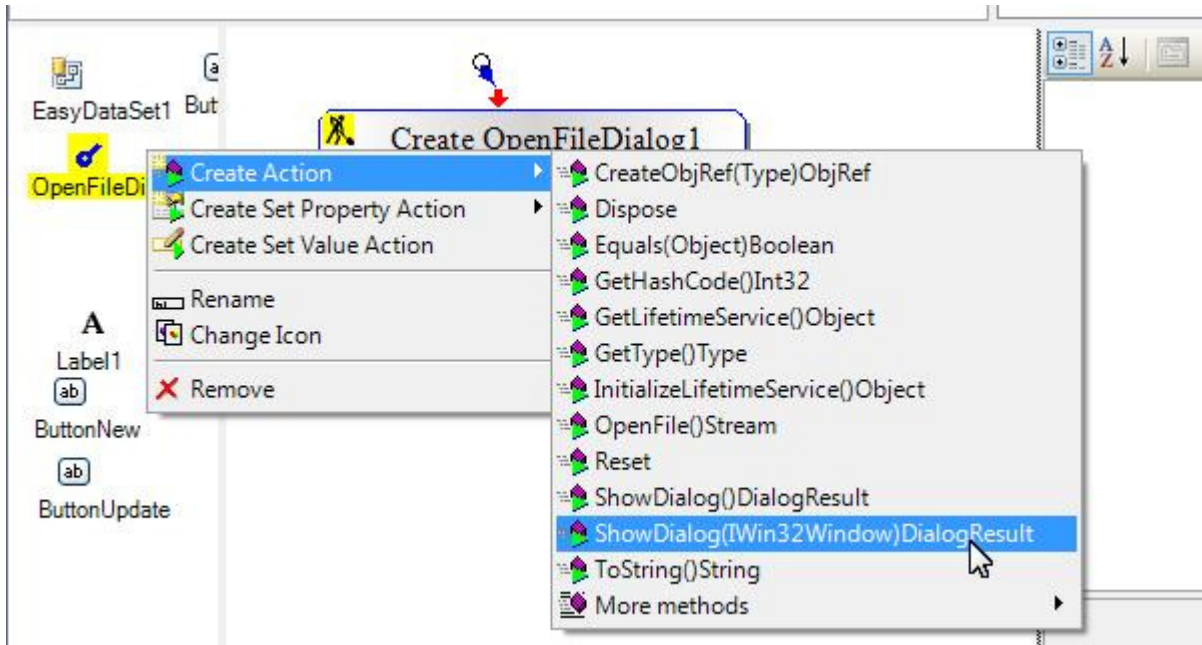 EasyDataSet1
But
Create OpenFileDialog1
OpenFileDi
Create Action
Create Set Property Action
Create Set Value Action
Rename
Change Icon
Remove
CreateObjRef(Type)ObjRef
Dispose
Equals(Object)Boolean
GetHashCode()Int32
GetLifetimeService()Object
GetType()Type
InitializeLifetimeService()Object
OpenFile()Stream
Reset
ShowDialog()DialogResult
ShowDialog(IWin32Window)DialogResult
ToString()String
More methods
A
Label1
ab
ButtonNew
ab
ButtonUpdate
A
Z